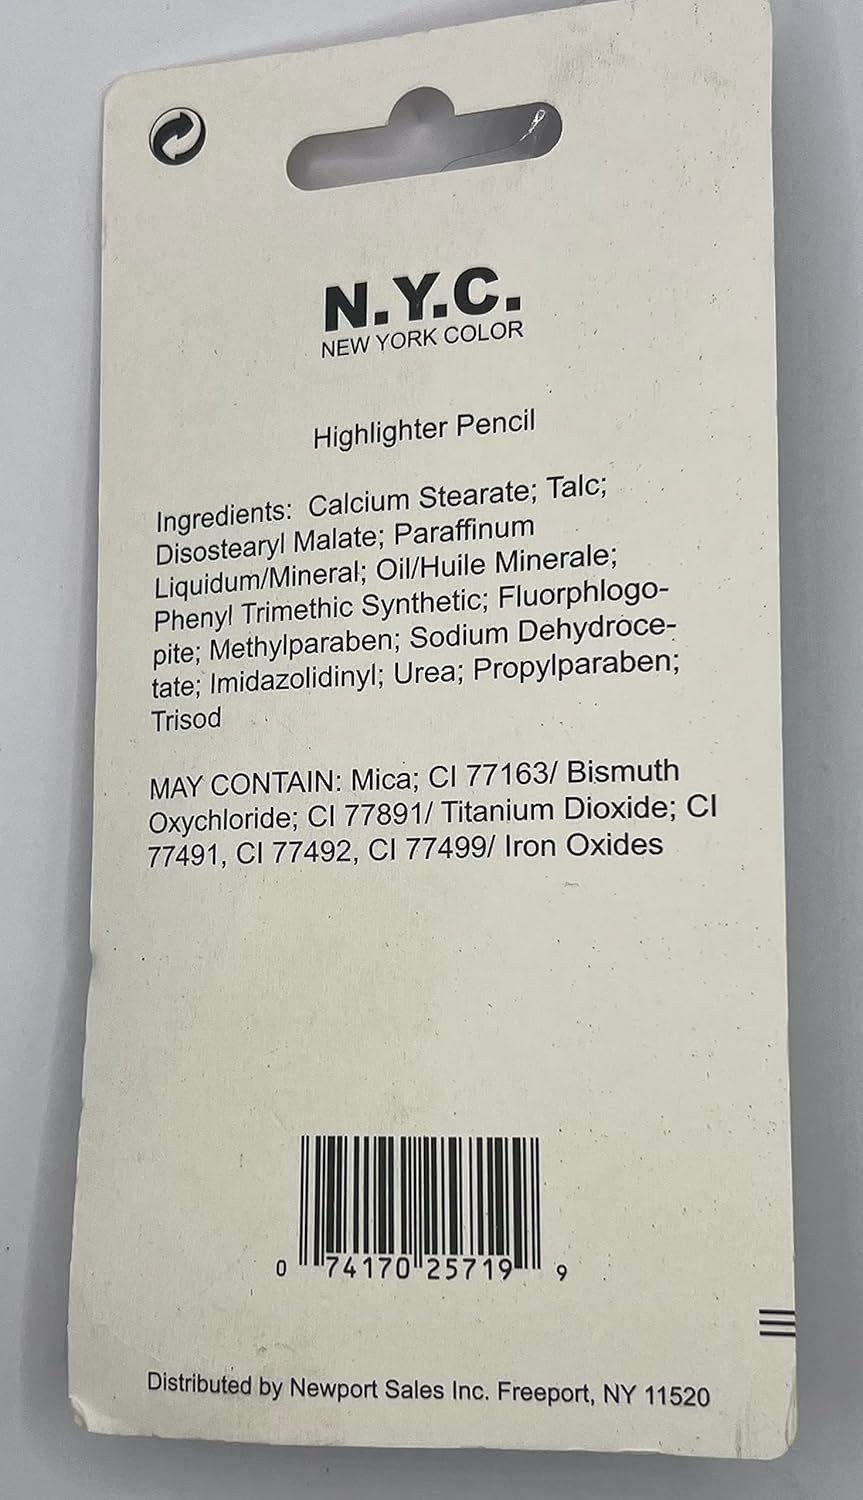 N.Y.C.
NEW YORK COLOR
Highlighter Pencil
Ingredients: Calcium Stearate; Talc;
Disostearyl Malate; Paraffinum
Liquidum/Mineral; Oil/Huile Minerale;
Phenyl Trimethic Synthetic; Fluorphlogo-
pite; Methylparaben; Sodium Dehydroce-
tate; Imidazolidinyl; Urea; Propylparaben;
Trisod
MAY CONTAIN: Mica; CI 77163/ Bismuth
Oxychloride; CI 77891/ Titanium Dioxide; CI
77491, CI 77492, CI 77499/ Iron Oxides
0 74170 25719 9
Distributed by Newport Sales Inc. Freeport, NY 11520